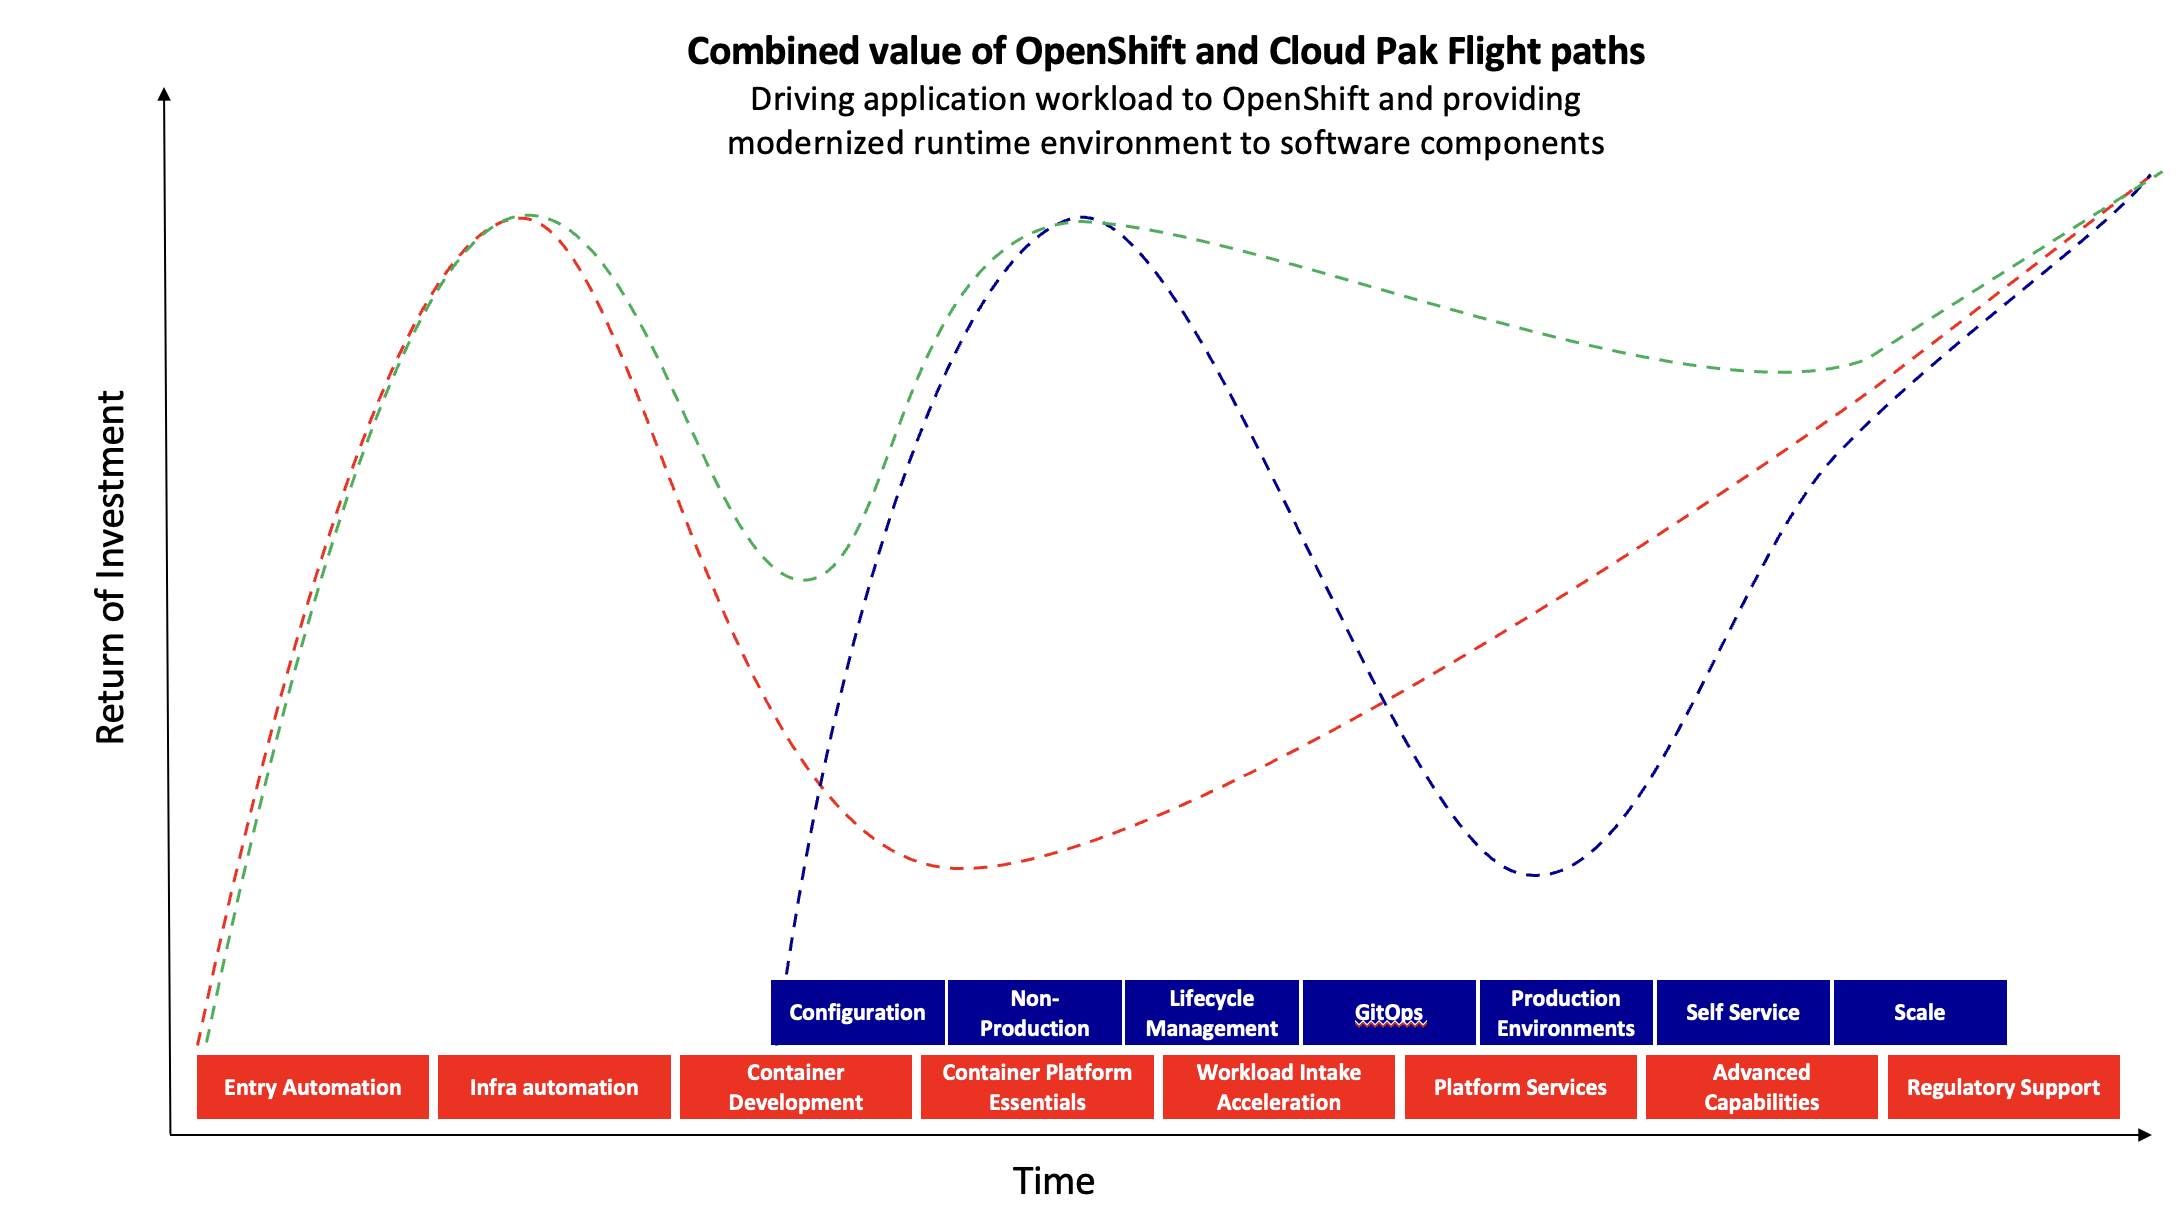 Combined value of OpenShift and Cloud Pak Flight paths
Driving application workload to OpenShift and providing
modernized runtime environment to software components
Return of Investment
Configuration
Non-
Production
Lifecycle
Management
GitOps
Production
Environments
Self Service
Scale
Entry Automation
Infra automation
Container
Development
Container Platform
Essentials
Workload Intake
Acceleration
Platform Services
Advanced
Capabilities
Regulatory Support
Time